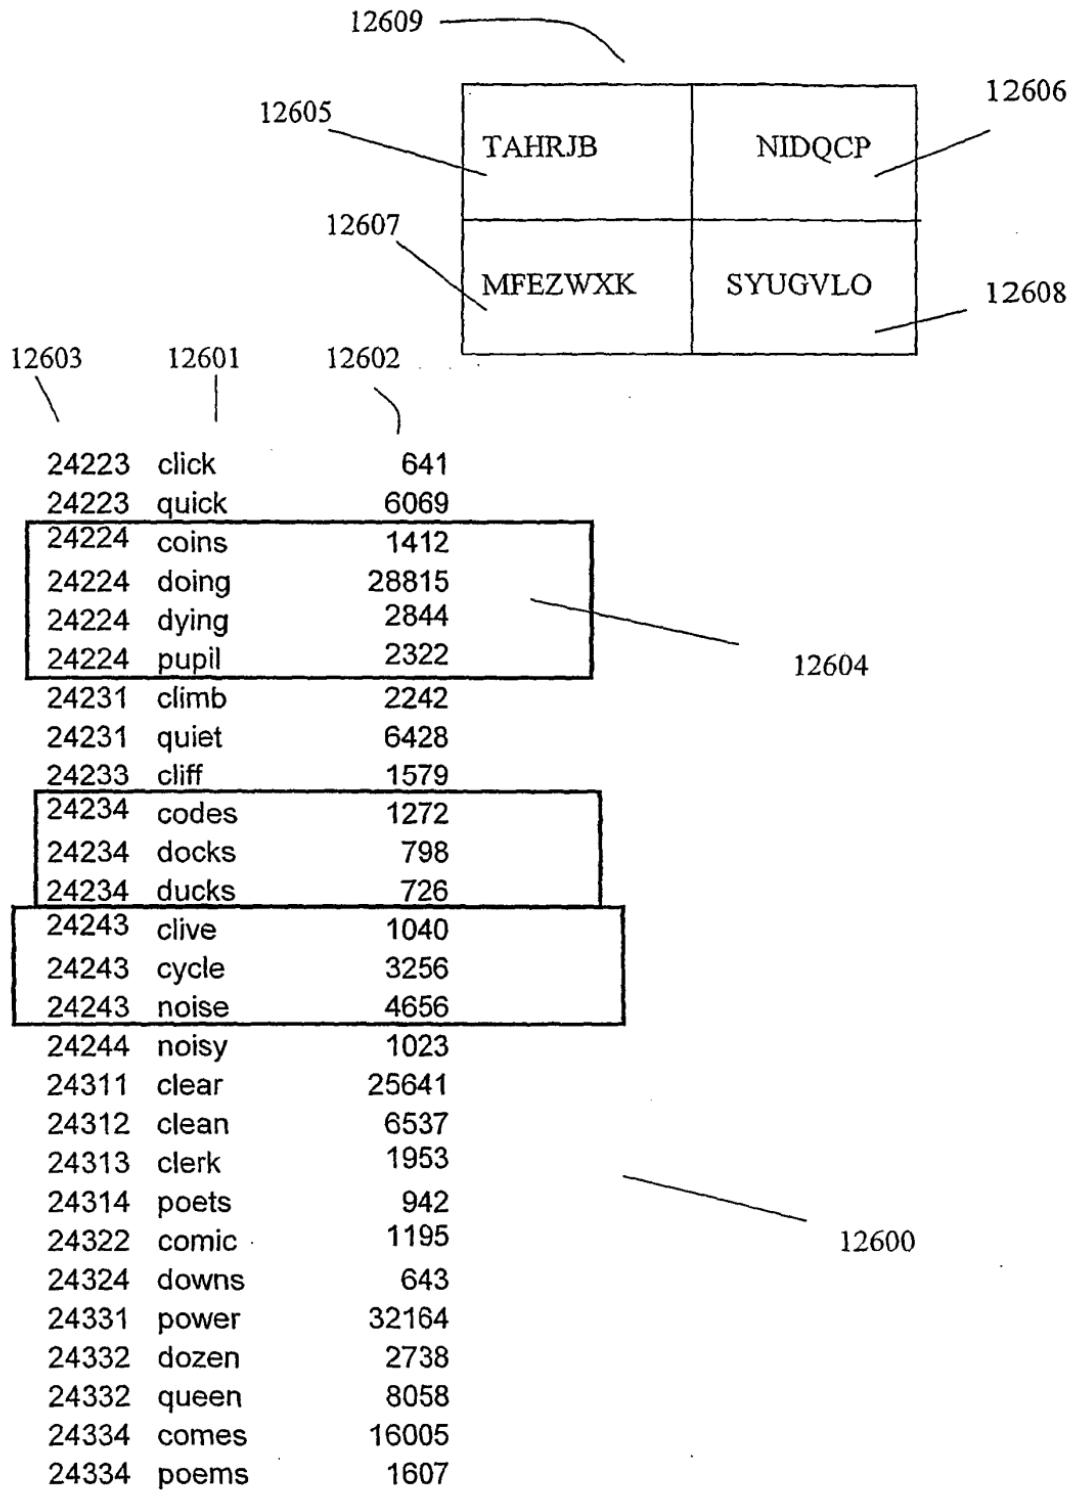 12609
12605
12606
TAHRJB NIDQCP
12607
MFEZWXK SYUGVLO
12608
12603 12601 12602
24223 click 641
24223 quick 6069
24224 coins 1412
24224 doing 28815
24224 dying 2844
24224 pupil 2322
12604
24231 climb 2242
24231 quiet 6428
24233 cliff 1579
24234 codes 1272
24234 docks 798
24234 ducks 726
24243 clive 1040
24243 cycle 3256
24243 noise 4656
24244 noisy 1023
24311 clear 25641
24312 clean 6537
24313 clerk 1953
24314 poets 942
24322 comic 1195
12600
24324 downs 643
24331 power 32164
24332 dozen 2738
24332 queen 8058
24334 comes 16005
24334 poems 1607